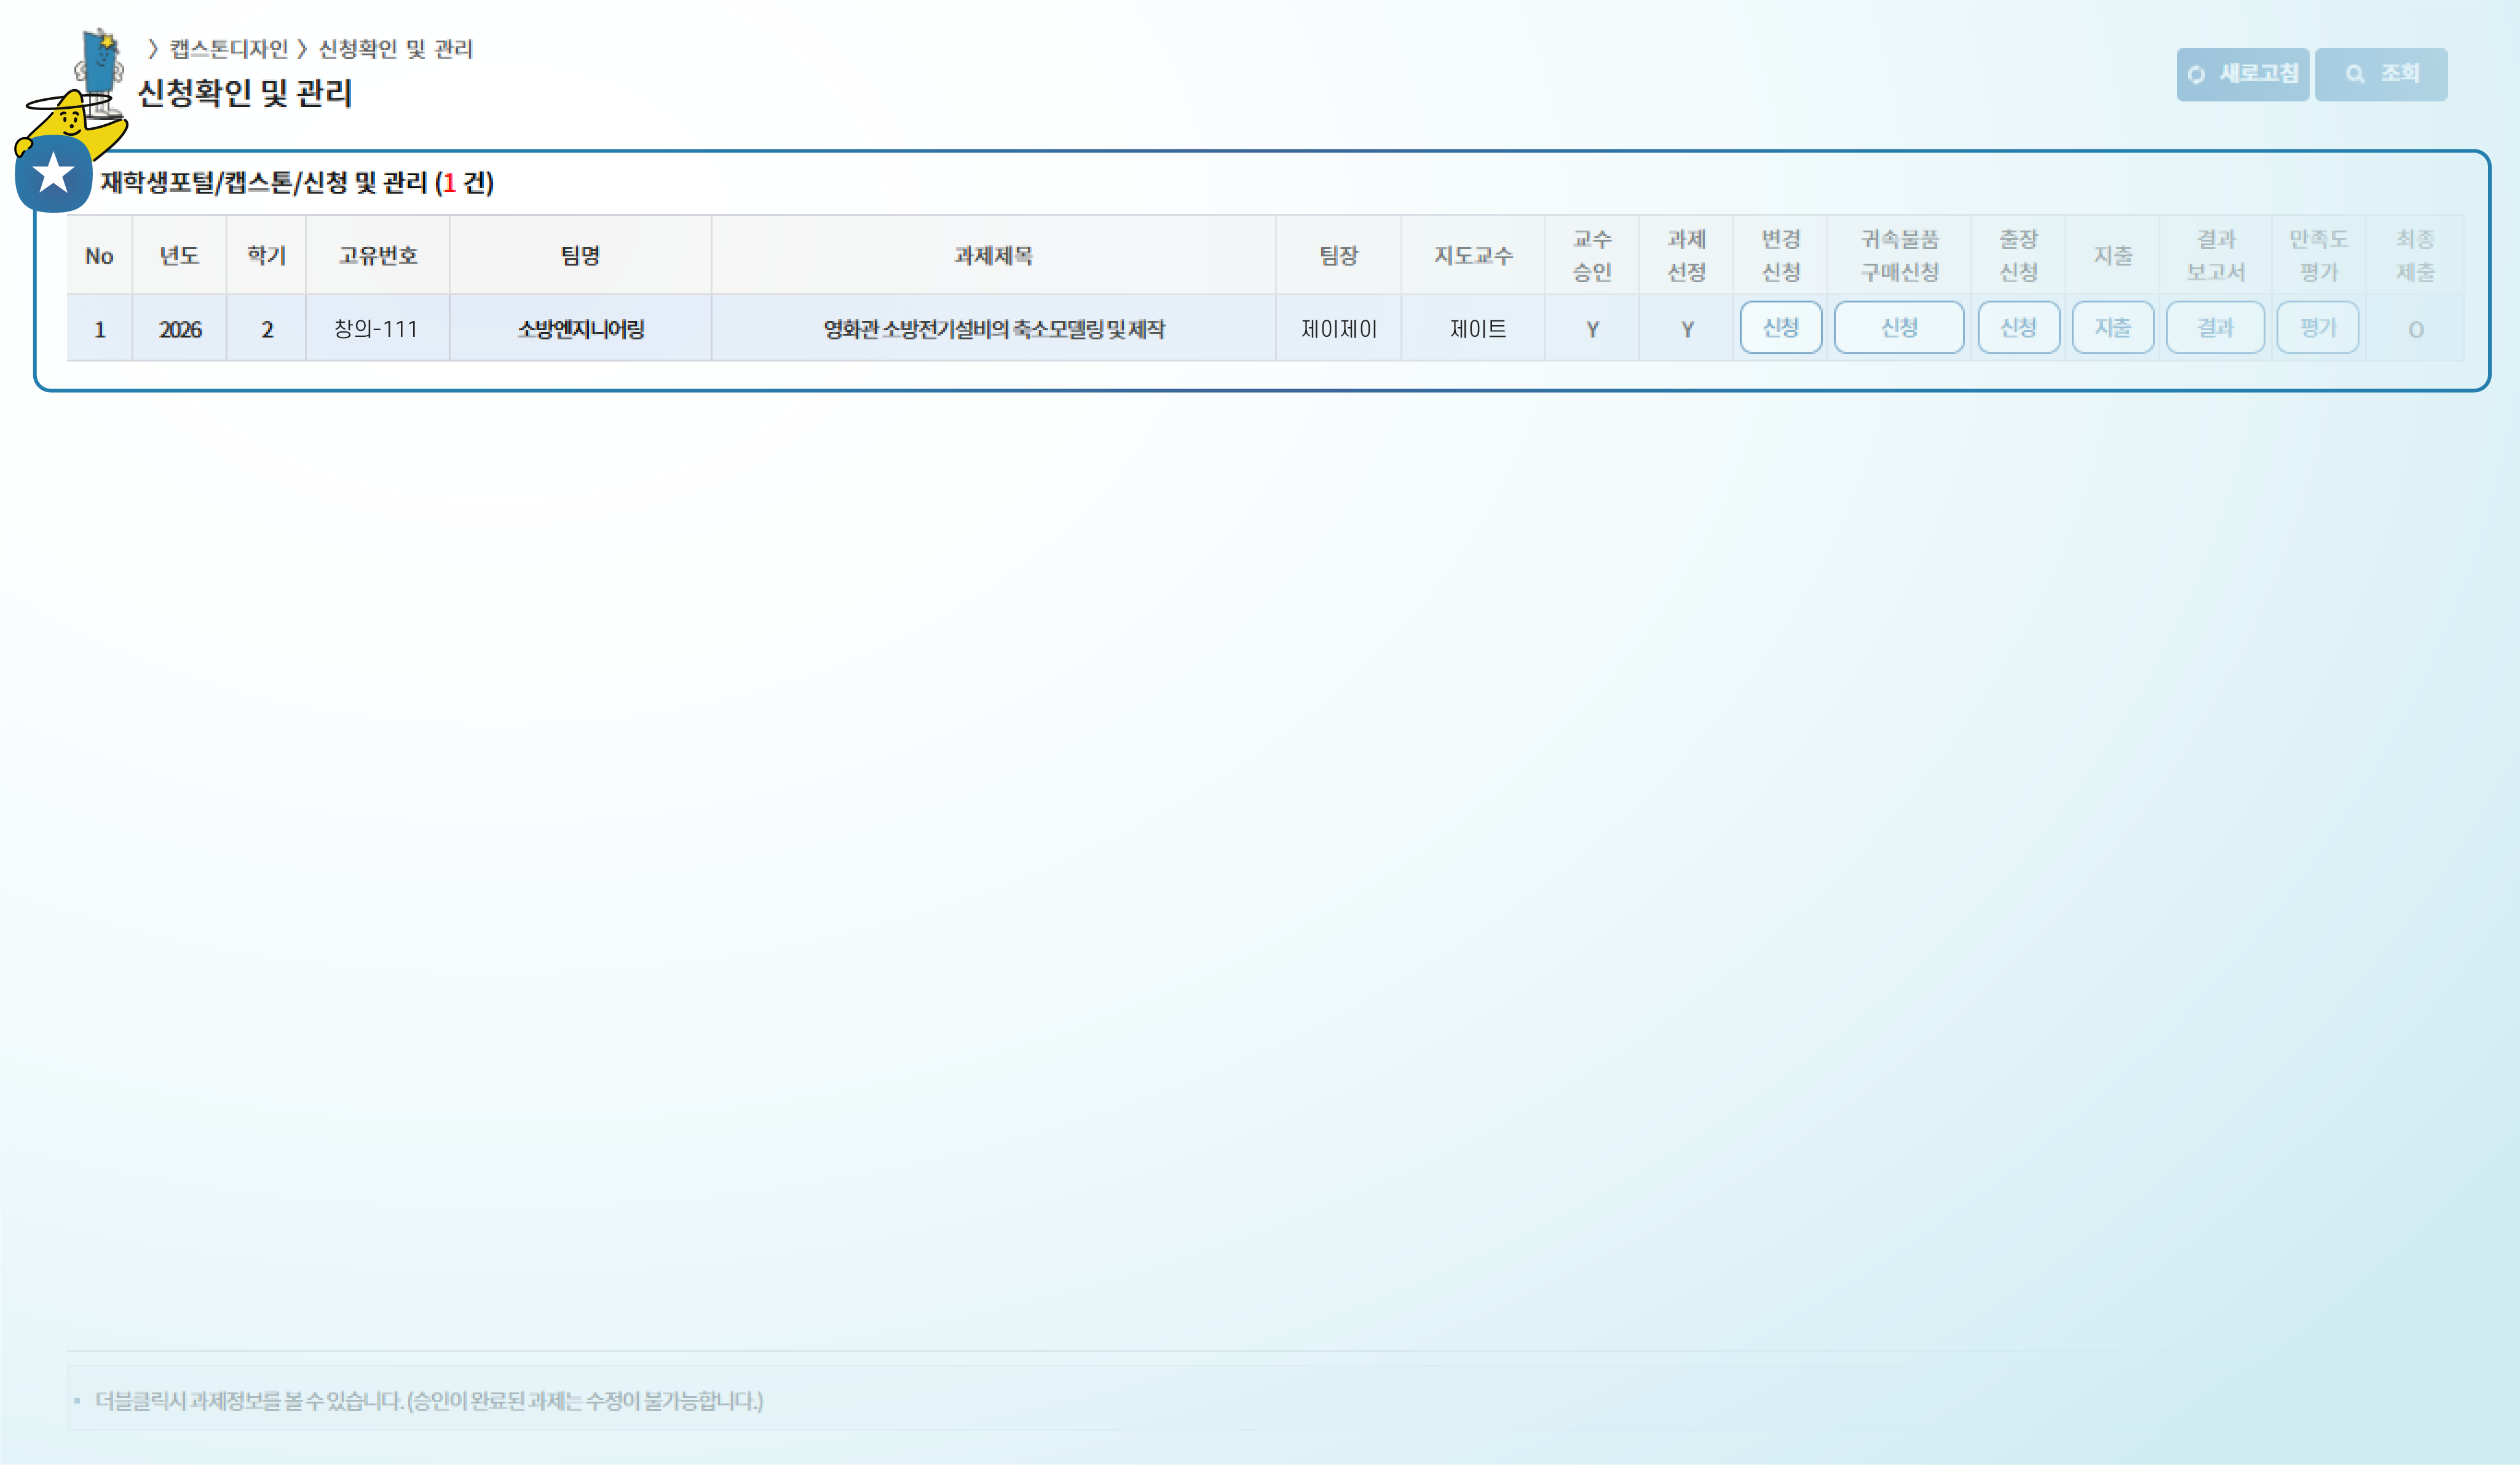 〉 캡스톤디자인 〉 신청확인 및 관리
신청확인 및 관리
새로고침
조회
재학생포털/캡스톤/신청 및 관리 (1 건)
No 년도 학기 고유번호 팀명 과제제목 팀장 지도교수 교수 승인 과제 선정 변경 신청 귀속물품 구매신청 출장 신청 지출 결과 보고서 만족도 평가 최종 제출
1 2026 2 창의-111 소방엔지니어링 영화관 소방전기설비의 축소모델링 및 제작 제이제이 제이트 Y Y 신청 신청 신청 지출 결과 평가 O
더블클릭시 과제정보를 볼 수 있습니다. (승인이 완료된 과제는 수정이 불가능합니다.)